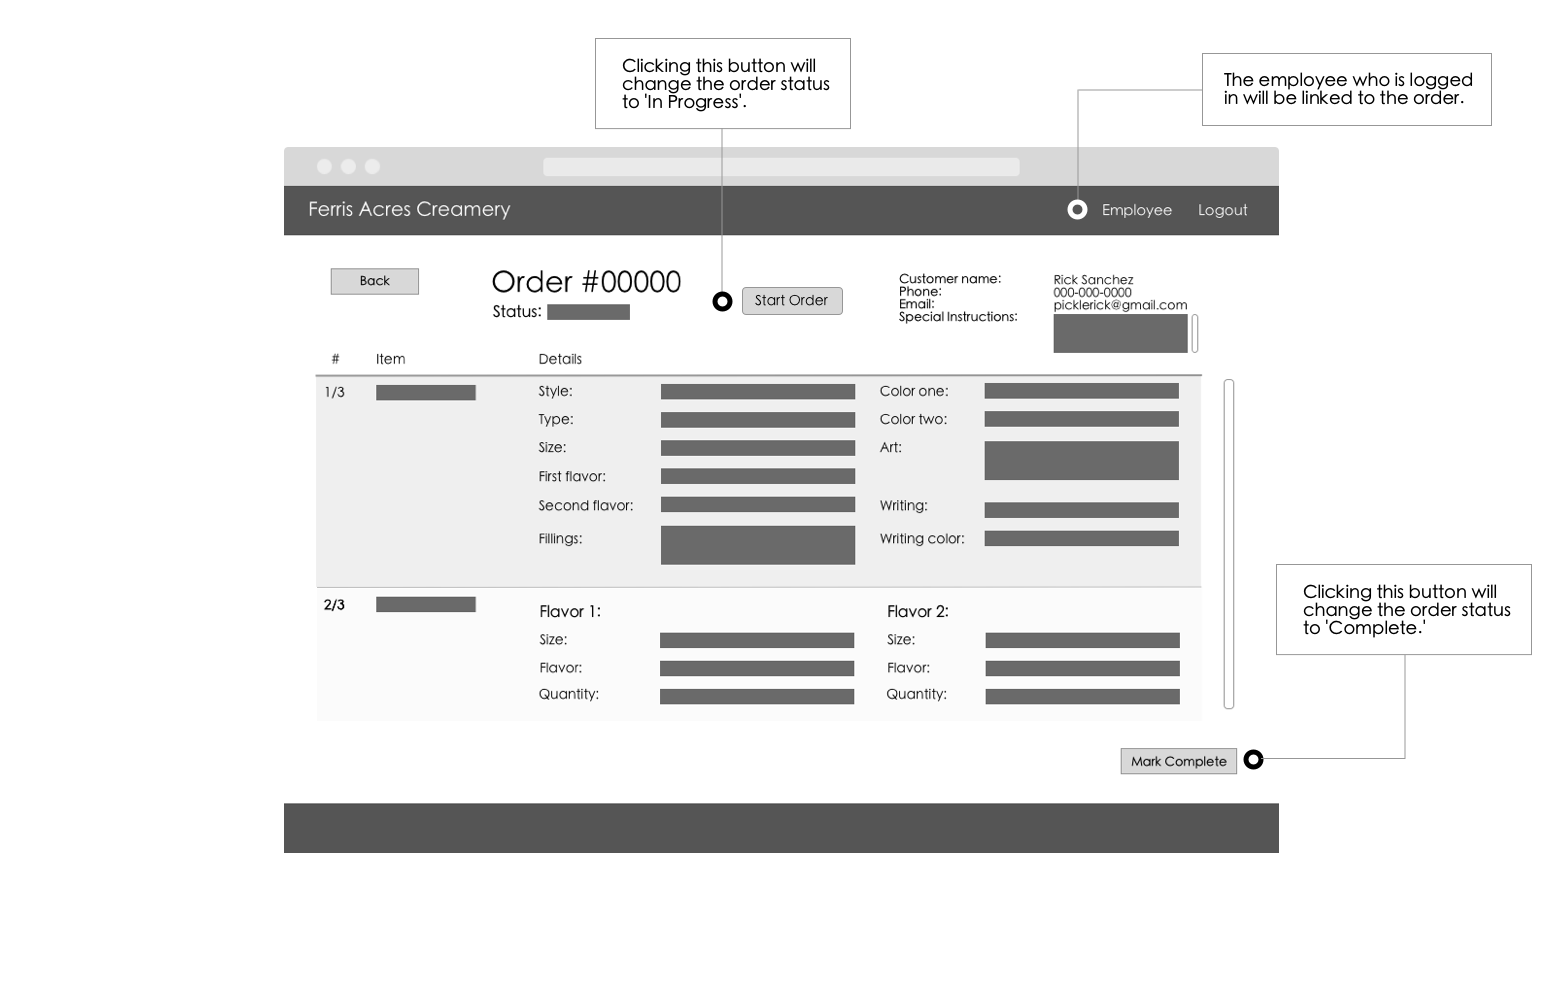 Clicking this button will
change the order status
to 'In Progress'.
The employee who is logged
in will be linked to the order.
Ferris Acres Creamery
Employee
Logout
Back
Order #00000
Status:
Start Order
Customer name: Rick Sanchez
Phone: 000-000-0000
Email: picklerick@gmail.com
Special Instructions:
# Item Details
1/3
Style:
Color one:
Type:
Color two:
Size:
Art:
First flavor:
Second flavor:
Writing:
Fillings:
Writing color:
2/3
Flavor 1:
Flavor 2:
Size:
Size:
Flavor:
Flavor:
Quantity:
Quantity:
Clicking this button will
change the order status
to 'Complete.'
Mark Complete